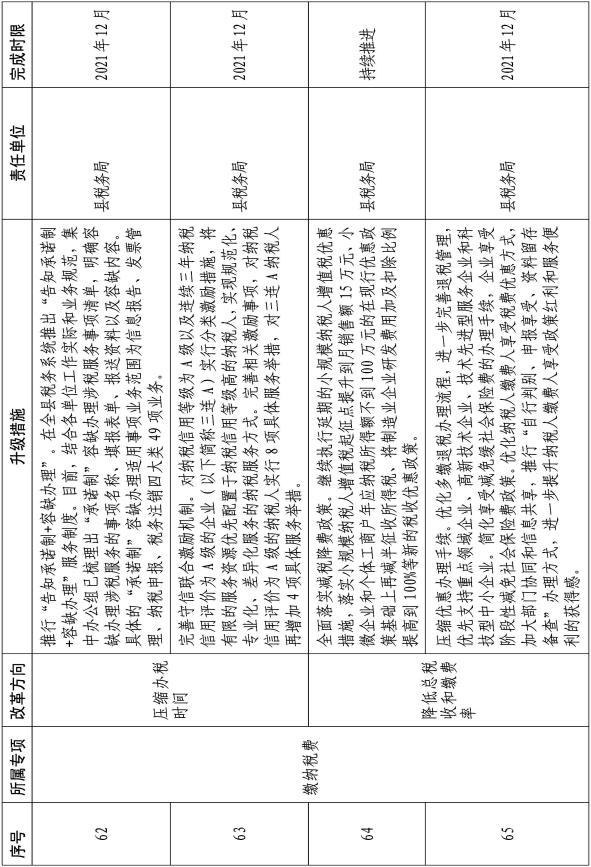 序号
所属专项
改革方向
升级措施
责任单位
完成时限
62
缴纳税费
压缩办税
时间
推行“告知承诺制+容缺办理”。在全县税务系统推出“告知承诺制
+容缺办理”服务制度。目前，结合各单位工作实际和业务规范，集
中办公组已梳理出“承诺制”容缺办理涉税服务事项清单，明确容
缺办理涉税服务的事项名称、填报表单、报送资料以及容缺内容。
具体的“承诺制”容缺办理适用事项业务范围为信息报告、发票管
理、纳税申报、税务注销四大类49项业务。
县税务局
2021年12月
63
完善守信联合激励机制。对纳税信用等级为A级以及连续三年纳税
信用评价为A级的企业（以下简称三连A）实行分类激励措施，将
有限的服务资源优先配置于纳税信用等级高的纳税人，实现规范化、
专业化、差异化服务的纳税服务方式。完善相关激励事项，对纳税
信用评价为A级的纳税人实行8项具体服务举措，对三连A纳税人
再增加4项具体服务举措。
县税务局
2021年12月
64
降低总税
收和缴费
率
全面落实减税降费政策。继续执行延期的小规模纳税人增值税优惠
措施，落实小规模纳税人增值税起征点提升到月销售额15万元、小
微企业和个体工商户年应纳税所得额不到100万元的在现行优惠政
策基础上再减半征收所得税、将制造业企业研发费用加及扣除比例
提高到100%等新的税收优惠政策。
县税务局
持续推进
65
压缩优惠办理手续。优化多缴退税办理流程，进一步完善退税管理，
优先支持重点领域企业、高新技术企业、技术先进型服务企业和科
技型中小企业。简化享受减免缓社会保险费的办理手续，企业享受
阶段性减免社会保险费政策。优化纳税人缴费人享受税费优惠方式，
加大部门协同和信息共享，推行“自行判别、申报享受、资料留存
备查”办理方式，进一步提升纳税人缴费人享受政策红利和服务便
利的获得感。
县税务局
2021年12月